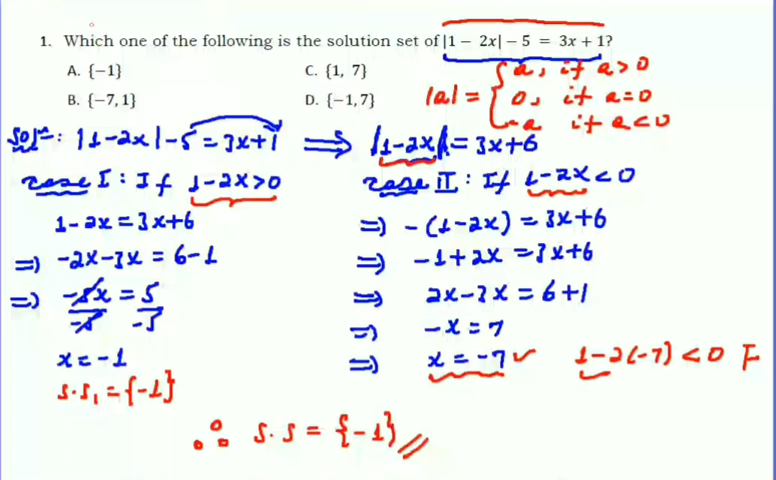 1. Which one of the following is the solution set of |1 − 2x| − 5 = 3x + 1?
A. {−1}
C. {1, 7}
B. {−7, 1}
D. {−1, 7}
|a| = { a, if a > 0
0, if a = 0
-a if a < 0
Solⁿ: |1-2x|-5 = 3x+1 ⟹ |1-2x| = 3x+6
case I: If 1-2x>0
1-2x = 3x+6
⇒ -2x-3x = 6-1
⇒ -5x = 5
-5 -5
x = -1
S.S₁ = {-1}
case II: If 1-2x<0
⇒ -(1-2x) = 3x+6
⇒ -1+2x = 3x+6
⇒ 2x-3x = 6+1
⇒ -x = 7
⇒ x = -7 ✓ 1-2(-7) < 0 F
∴ S.S = {-1} //